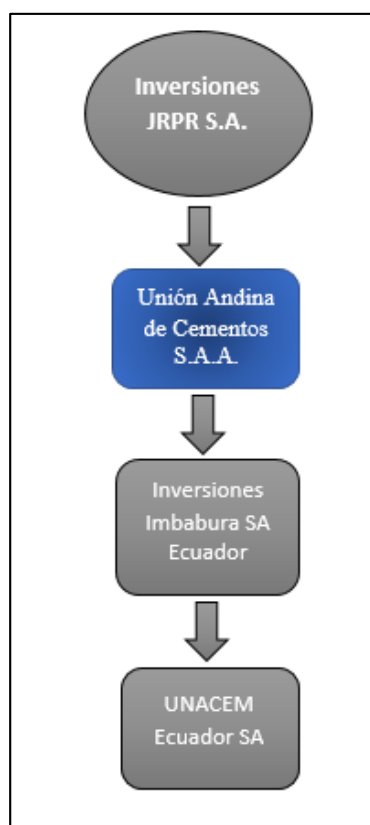 Inversiones
JRPR S.A.
Unión Andina
de Cementos
S.A.A.
Inversiones
Imbabura SA
Ecuador
UNACEM
Ecuador SA